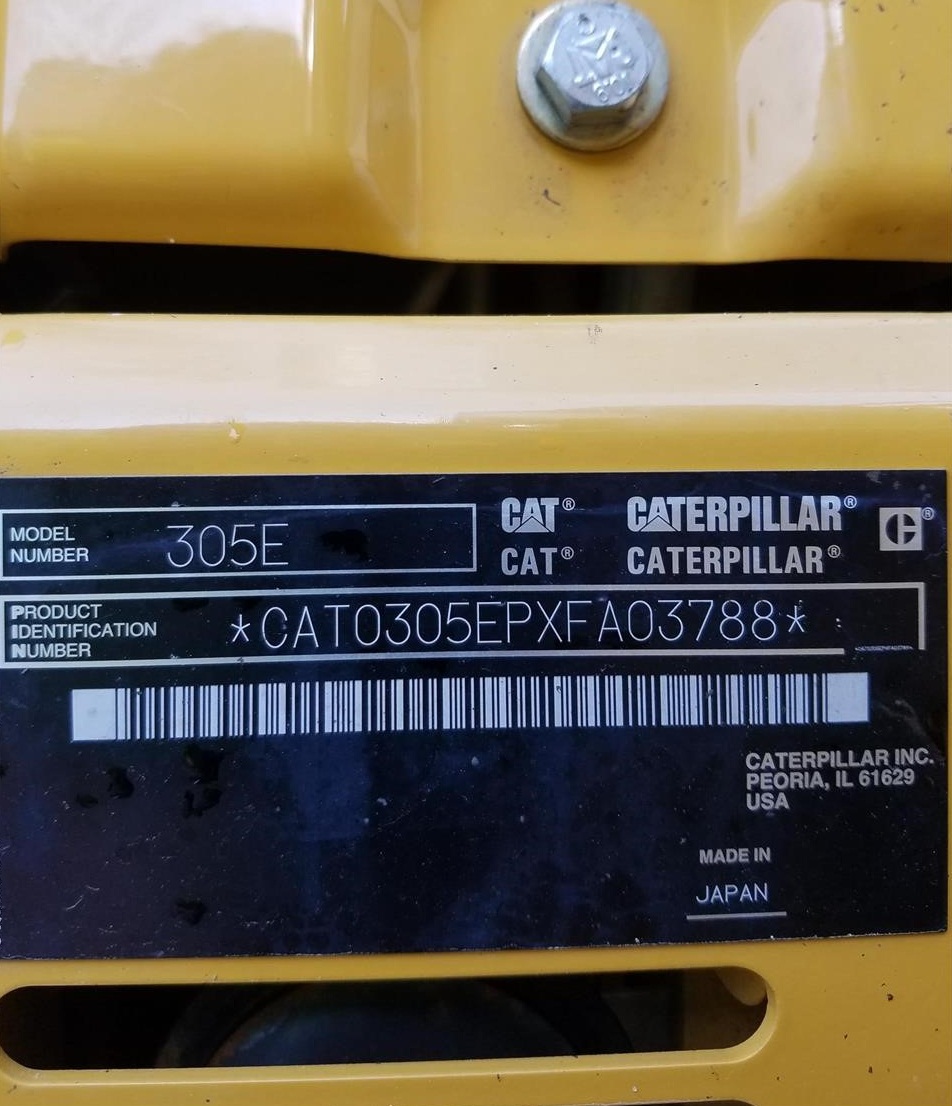 MODEL
NUMBER
305E
CAT® CATERPILLAR®
CAT® CATERPILLAR®
C®
PRODUCT
IDENTIFICATION
NUMBER
*CAT0305EPXFA03788*
CATERPILLAR INC.
PEORIA, IL 61629
USA
MADE IN
JAPAN